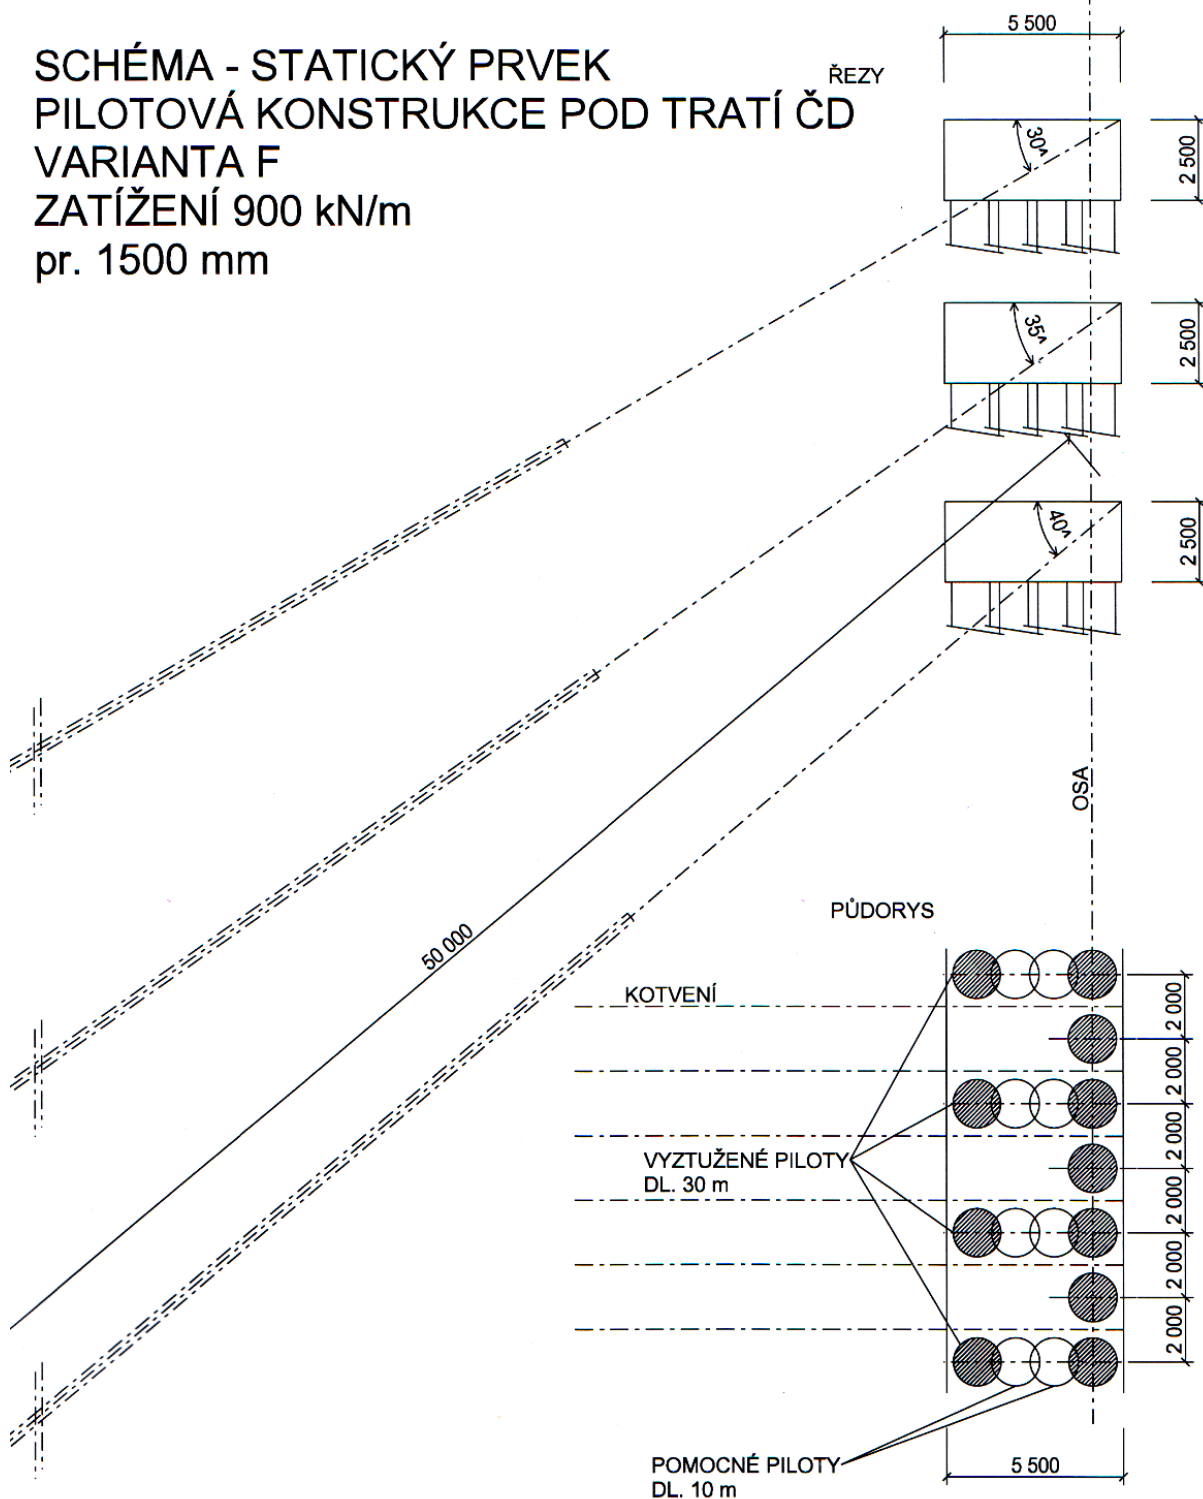 SCHÉMA - STATICKÝ PRVEK
PILOTOVÁ KONSTRUKCE POD TRATÍ ČD
VARIANTA F
ZATÍŽENÍ 900 kN/m
pr. 1500 mm
5 500
ŘEZY
30^
2 500
35^
2 500
40^
2 500
OSA
50 000
PŮDORYS
KOTVENÍ
2 000
2 000
2 000
2 000
2 000
2 000
VYZTUŽENÉ PILOTY
DL. 30 m
POMOCNÉ PILOTY
DL. 10 m
5 500